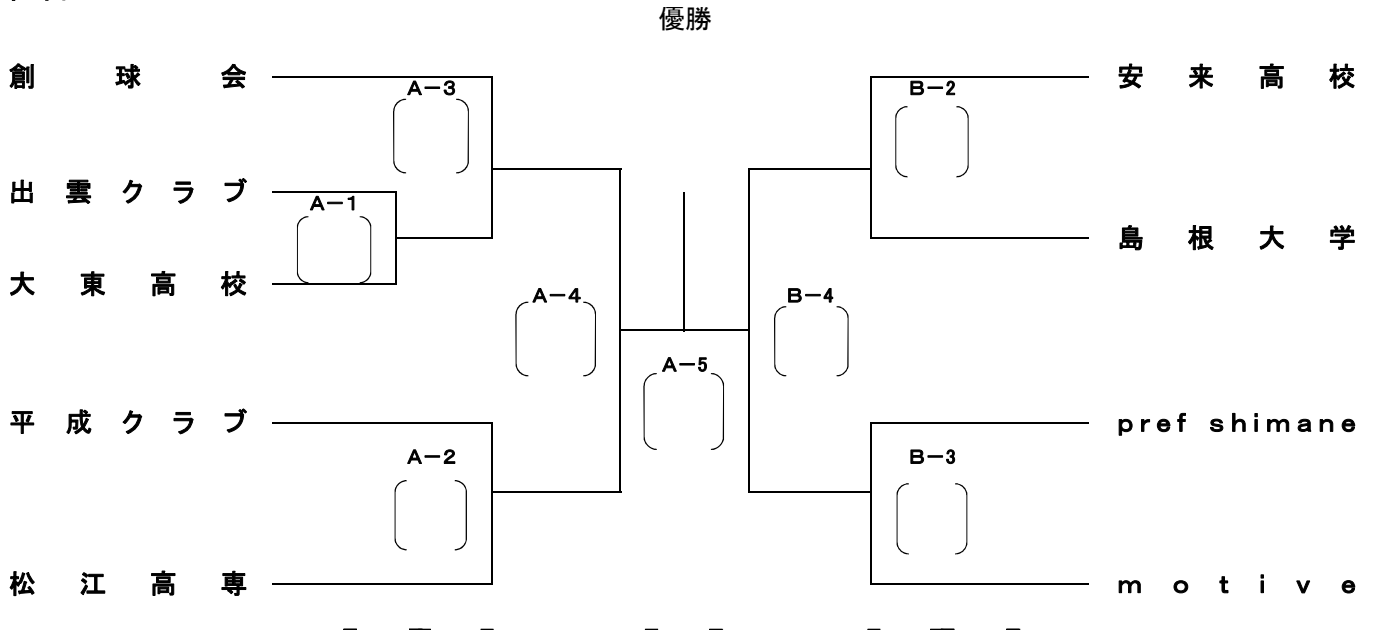 優勝
創球会
A-3
B-2
安来高校
出雲クラブ
A-1
島根大学
大東高校
A-4
B-4
A-5
平成クラブ
pref shimane
A-2
B-3
松江高専
motive